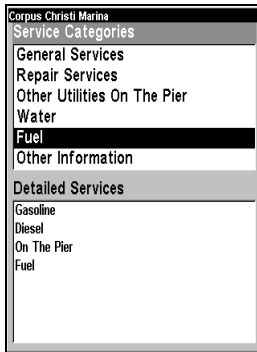 Corpus Christi Marina
Service Categories
General Services
Repair Services
Other Utilities On The Pier
Water
Fuel
Other Information
Detailed Services
Gasoline
Diesel
On The Pier
Fuel